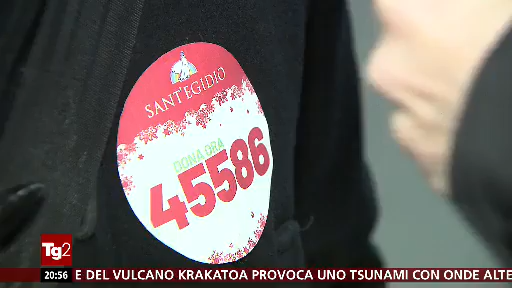 SANT'EGIDIO
DONA ORA
45586
Tg2
20:56 E DEL VULCANO KRAKATOA PROVOCA UNO TSUNAMI CON ONDE ALTE